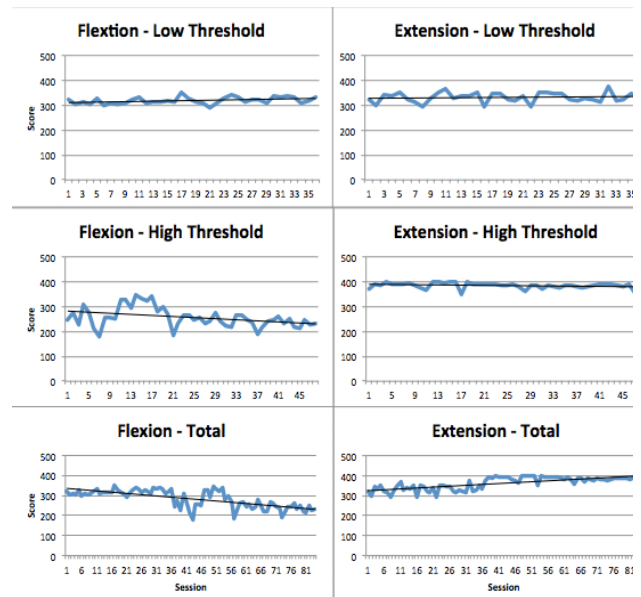 Flextion - Low Threshold
500
400
300
200
100
0
Score
1 3 5 7 9 11 13 15 17 19 21 23 25 27 29 31 33 35
Extension - Low Threshold
500
400
300
200
100
0
1 3 5 7 9 11 13 15 17 19 21 23 25 27 29 31 33 35
Flexion - High Threshold
500
400
300
200
100
0
Score
1 5 9 13 17 21 25 29 33 37 41 45
Extension - High Threshold
500
400
300
200
100
0
1 5 9 13 17 21 25 29 33 37 41 45
Flexion - Total
500
400
300
200
100
0
Score
1 6 11 16 21 26 31 36 41 46 51 56 61 66 71 76 81
Session
Extension - Total
500
400
300
200
100
0
1 6 11 16 21 26 31 36 41 46 51 56 61 66 71 76 81
Session